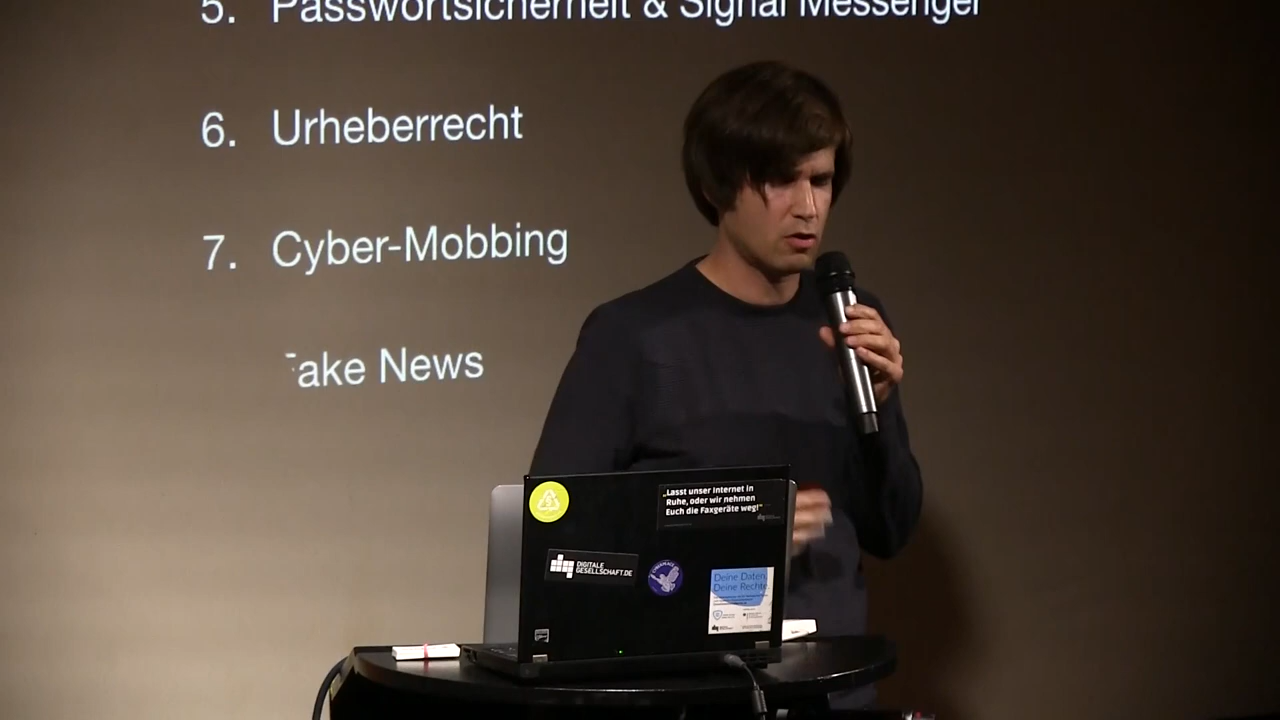 5. Passwortsicherheit & Signal Messenger
6. Urheberrecht
7. Cyber-Mobbing
Fake News
„Lasst unser Internet in
Ruhe, oder wir nehmen
Euch die Faxgeräte weg!"
DIGITALE
GESELLSCHAFT.DE
Deine Daten.
Deine Rechte.